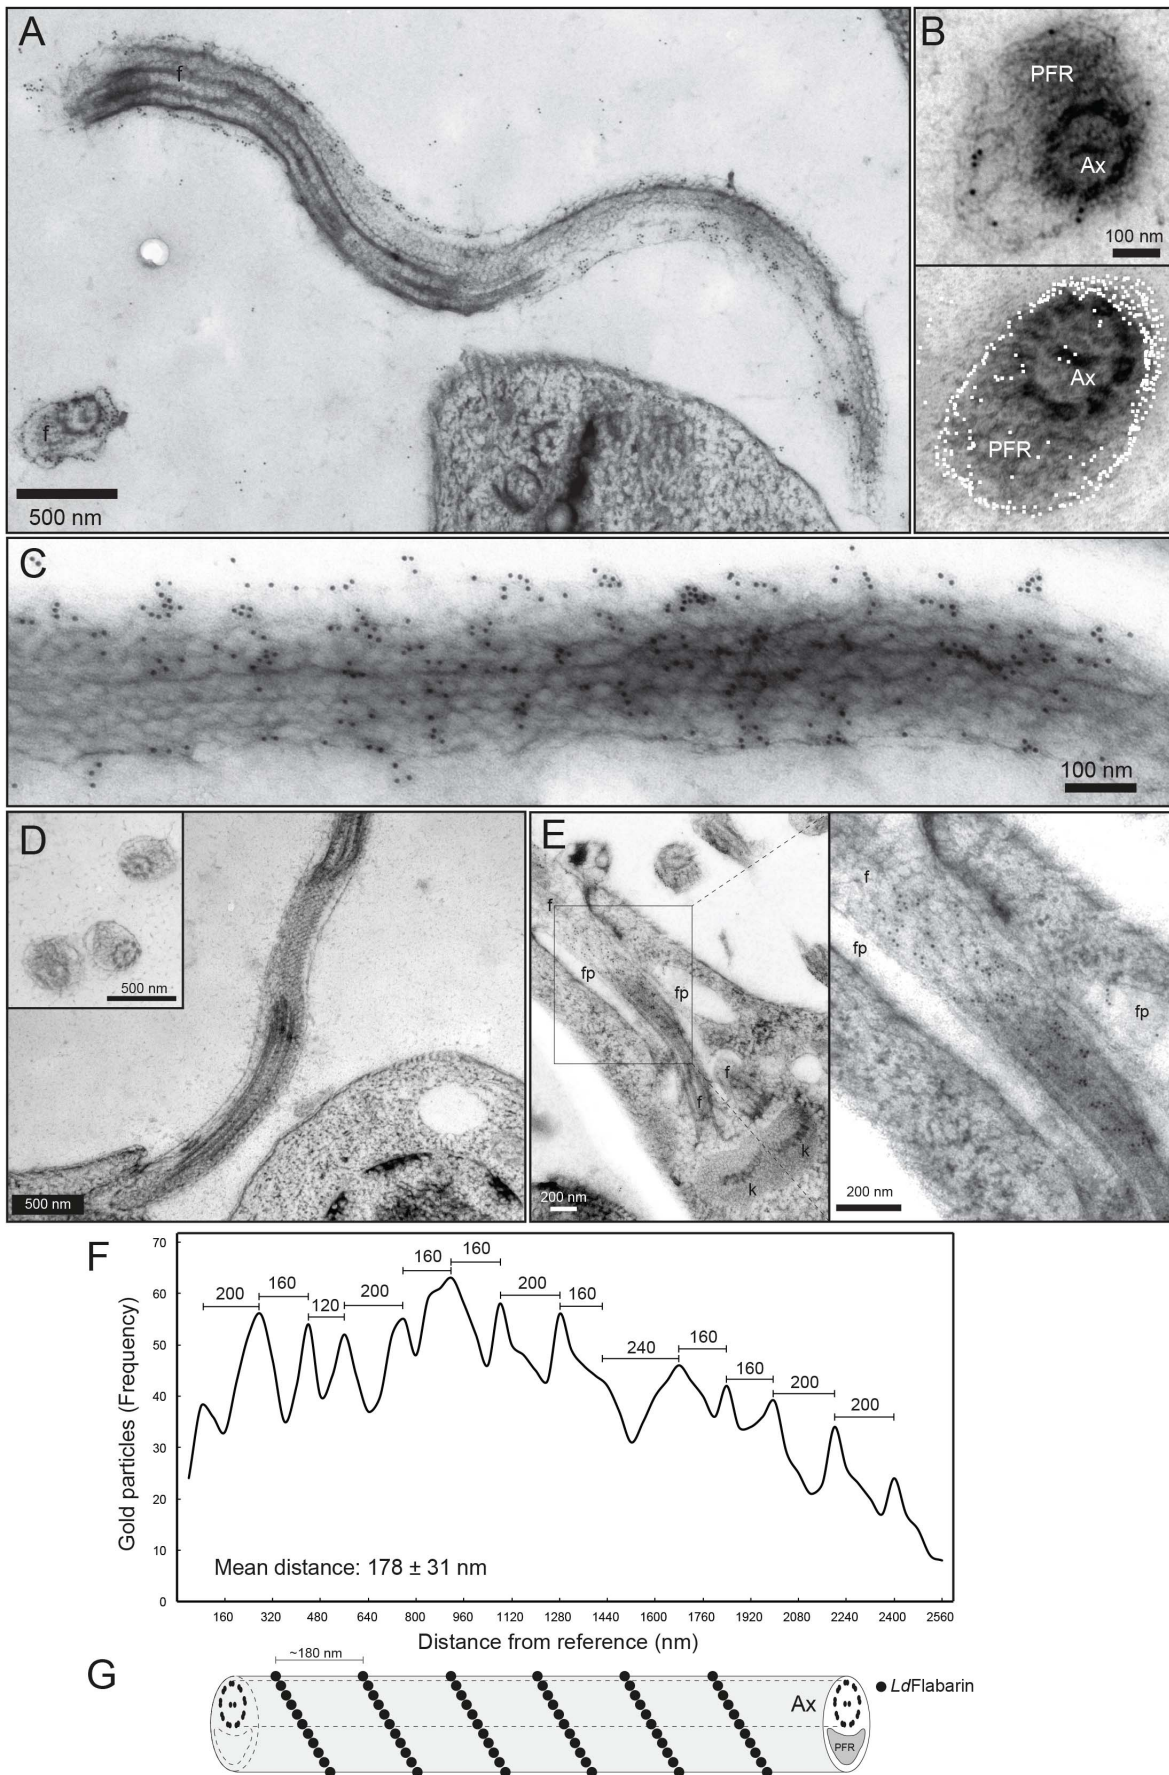 A
f
f
500 nm
B
PFR
Ax
100 nm
Ax
PFR
C
100 nm
D
500 nm
500 nm
E
f
fp
fp
f
f
k
k
200 nm
f
fp
fp
200 nm
F
Gold particles (Frequency)
70
60
50
40
30
20
10
0
200
160
120
200
160
160
200
160
240
160
160
200
200
Mean distance: 178 ± 31 nm
160 320 480 640 800 960 1120 1280 1440 1600 1760 1920 2080 2240 2400 2560
Distance from reference (nm)
G
~180 nm
Ax
PFR
LdFlabarin